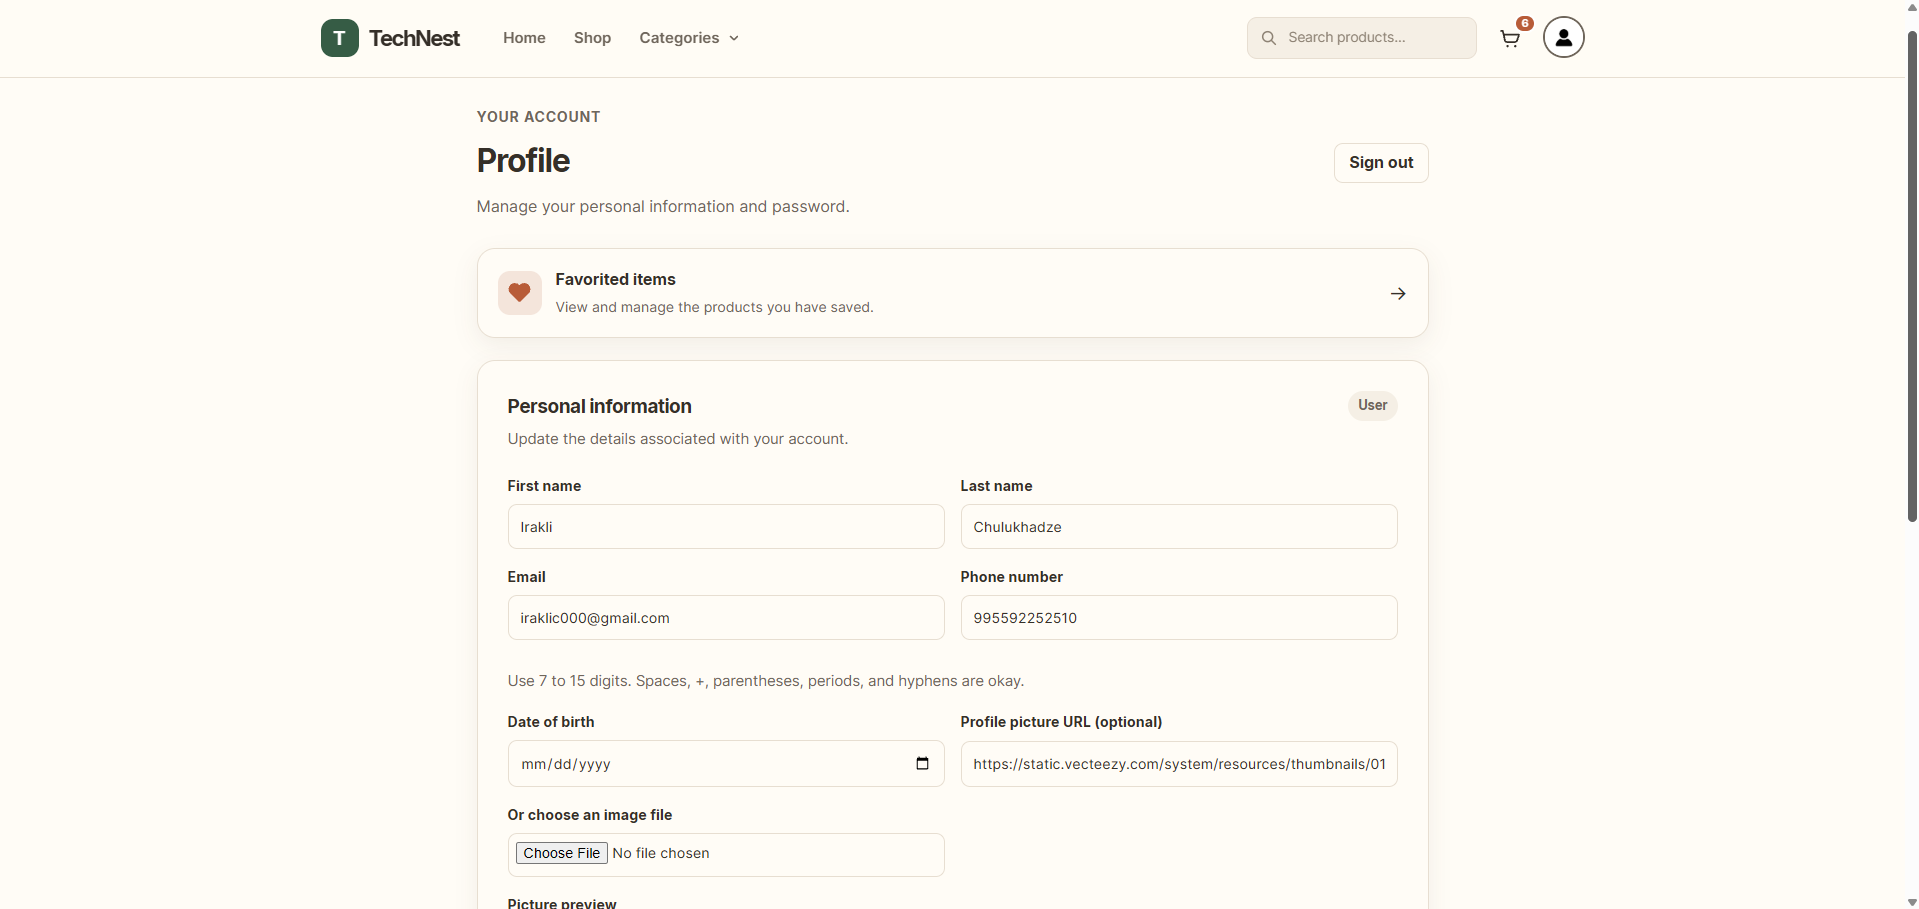 T TechNest Home Shop Categories Search products... 6
YOUR ACCOUNT
Profile
Sign out
Manage your personal information and password.
Favorited items
View and manage the products you have saved.
Personal information
User
Update the details associated with your account.
First name Last name
Irakli Chulukhadze
Email Phone number
iraklic000@gmail.com 995592252510
Use 7 to 15 digits. Spaces, +, parentheses, periods, and hyphens are okay.
Date of birth Profile picture URL (optional)
mm/dd/yyyy https://static.vecteezy.com/system/resources/thumbnails/01
Or choose an image file
Choose File No file chosen
Picture preview